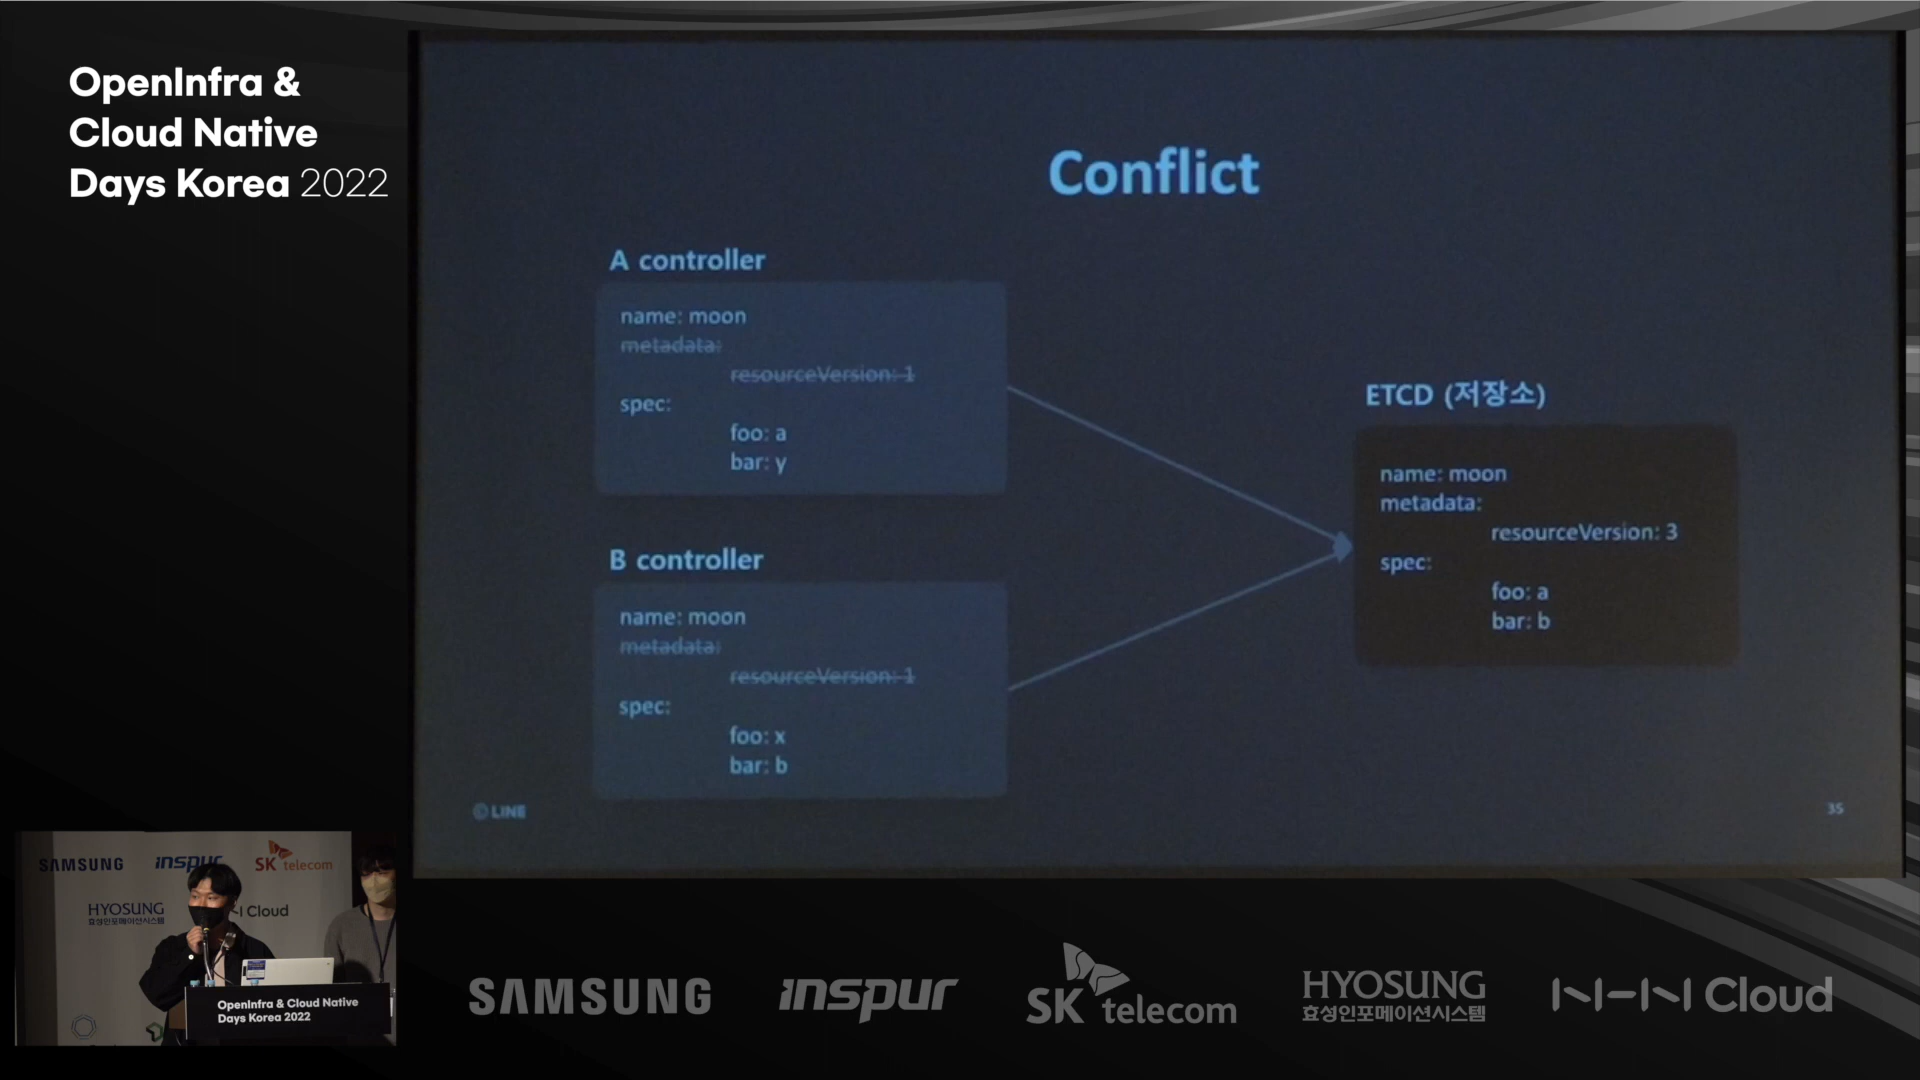 OpenInfra &
Cloud Native
Days Korea 2022
Conflict
A controller
name: moon
metadata:
resourceVersion: 1
spec:
foo: a
bar: y
B controller
name: moon
metadata:
resourceVersion: 1
spec:
foo: x
bar: b
ETCD (저장소)
name: moon
metadata:
resourceVersion: 3
spec:
foo: a
bar: b
© LINE
35
SAMSUNG
inspur
SK telecom
HYOSUNG
효성인포메이션시스템
Cloud
OpenInfra & Cloud Native
Days Korea 2022
SAMSUNG
inspur
SK telecom
HYOSUNG
효성인포메이션시스템
NHN Cloud